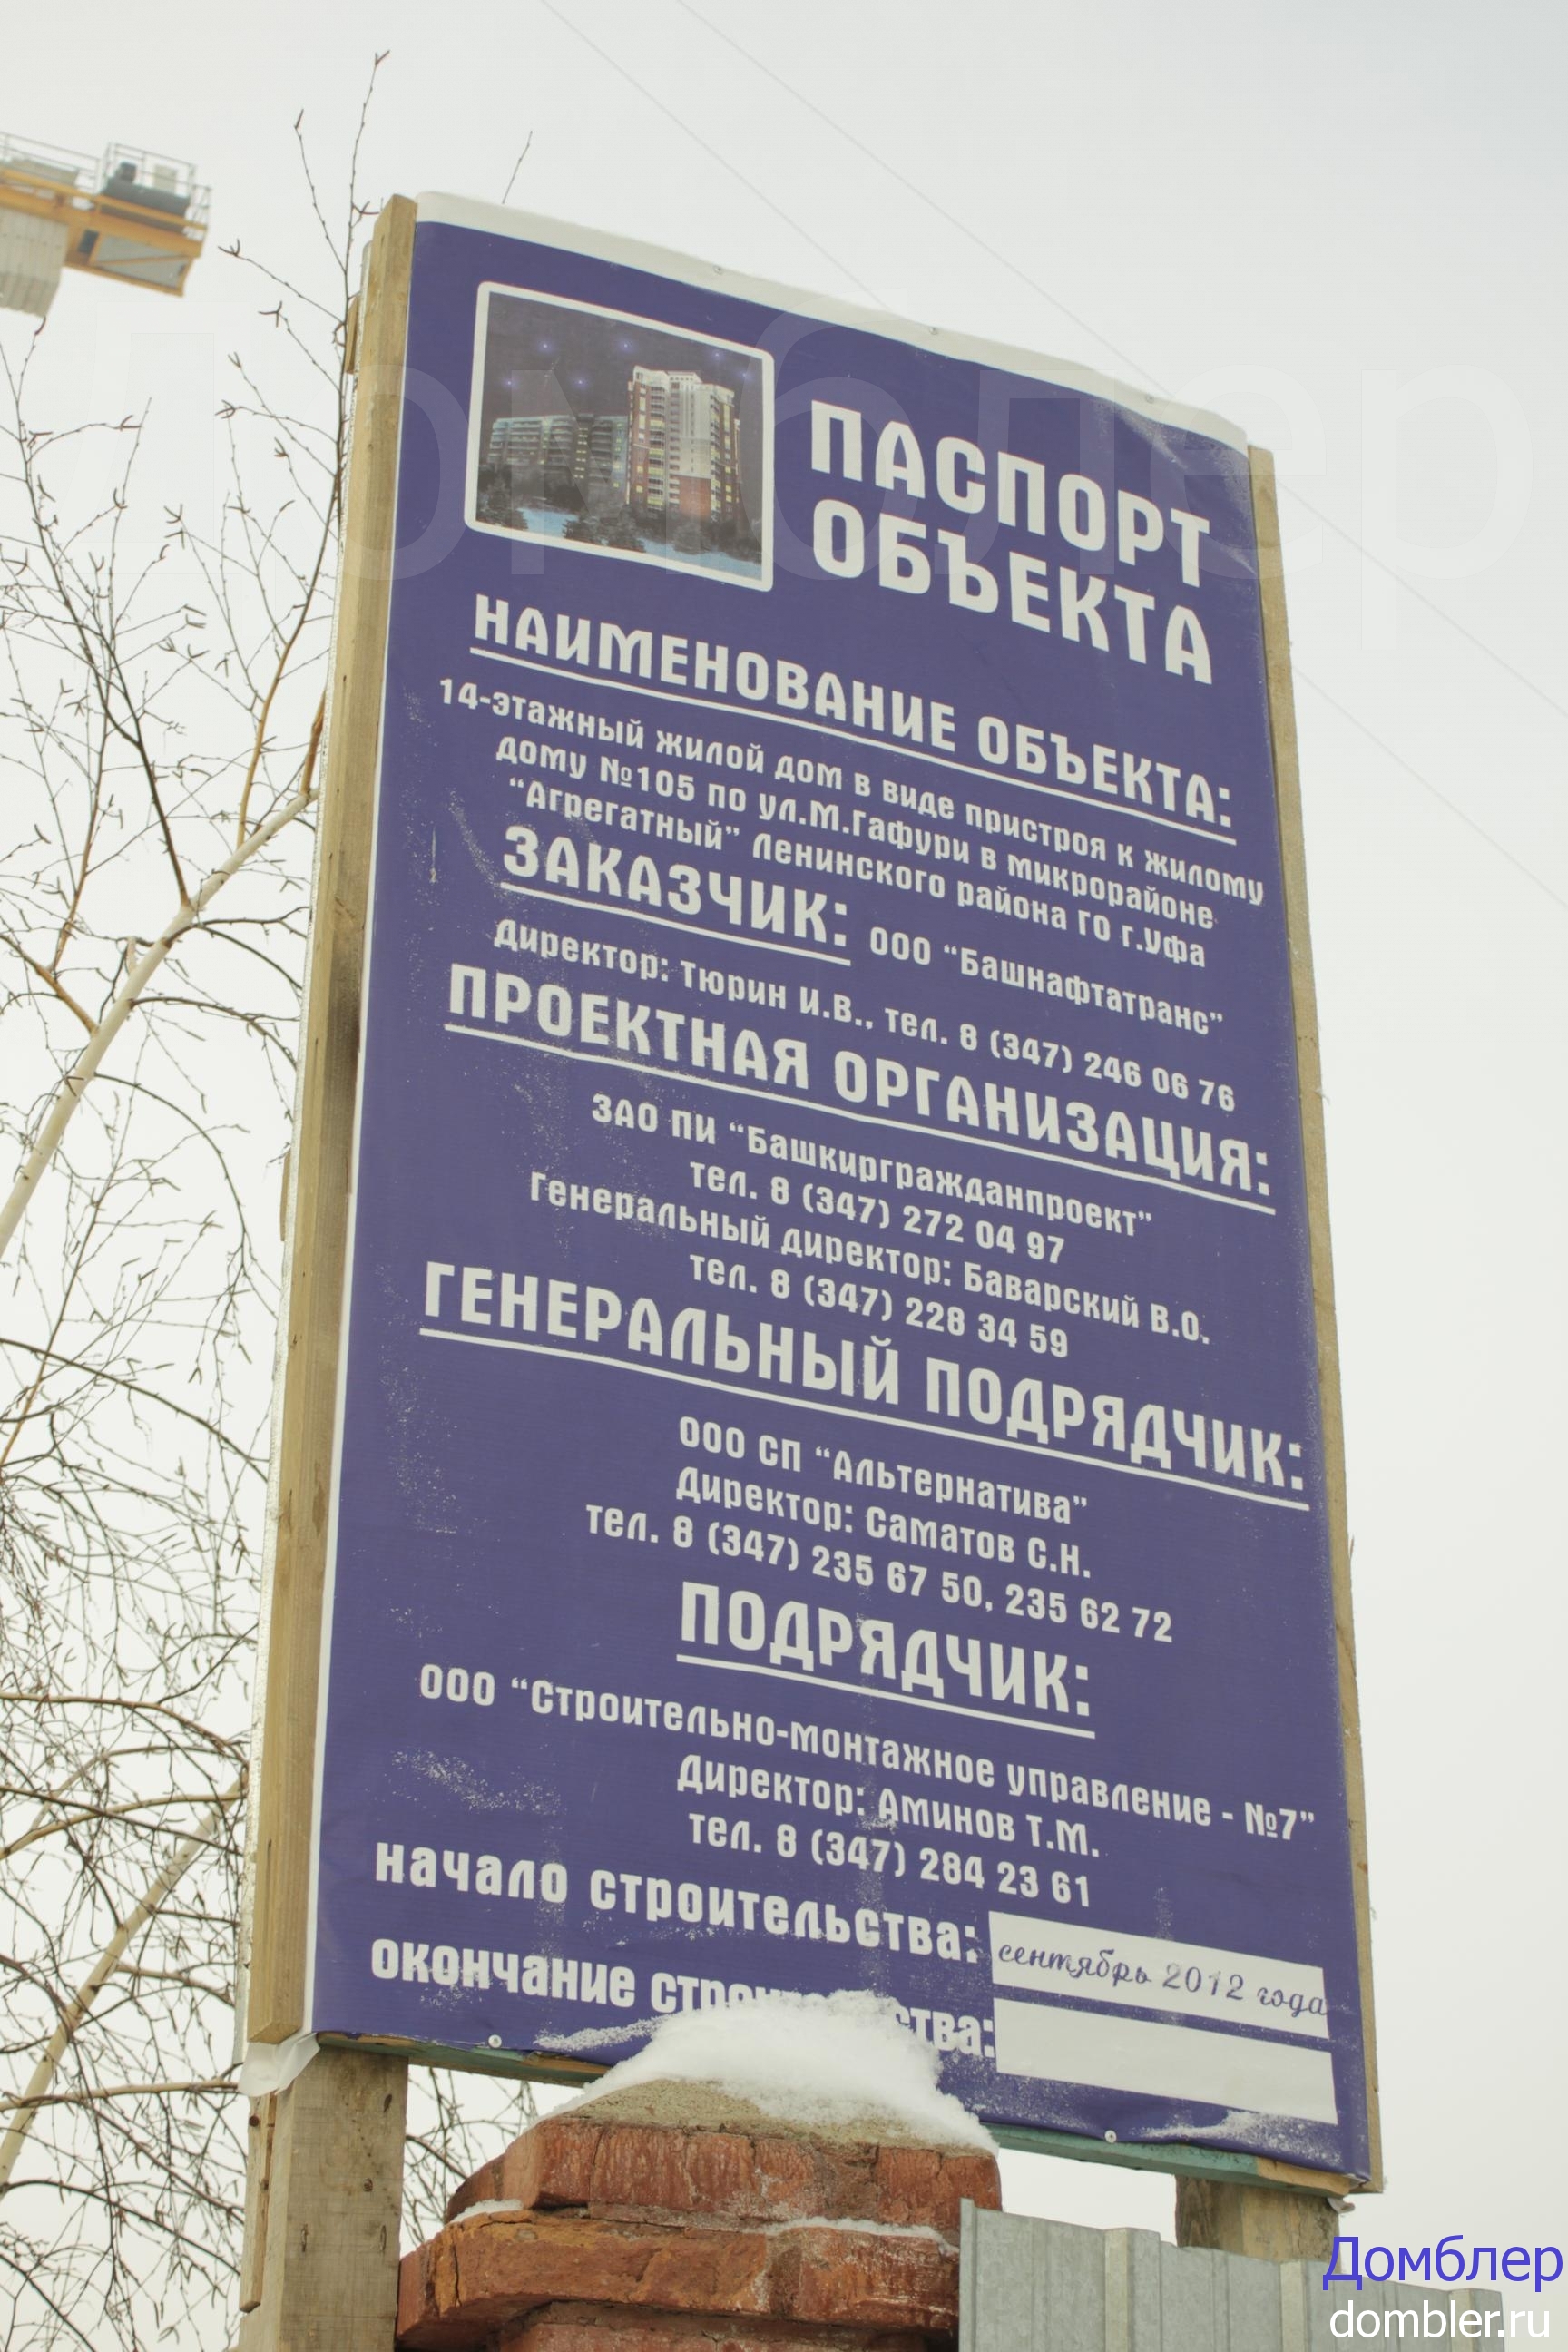 ПАСПОРТ
ОБЪЕКТА
НАИМЕНОВАНИЕ ОБЪЕКТА:
14-этажный жилой дом в виде пристроя к жилому
дому №105 по ул.М.Гафури в микрорайоне
“Агрегатный” Ленинского района ГО г.Уфа
ЗАКАЗЧИК: ООО “Башнафтатранс”
Директор: Тюрин И.В., тел. 8 (347) 246 06 76
ПРОЕКТНАЯ ОРГАНИЗАЦИЯ:
ЗАО ПИ “Башкиргражданпроект”
тел. 8 (347) 272 04 97
Генеральный директор: Баварский В.О.
тел. 8 (347) 228 34 59
ГЕНЕРАЛЬНЫЙ ПОДРЯДЧИК:
ООО СП “Альтернатива”
Директор: Саматов С.Н.
тел. 8 (347) 235 67 50, 235 62 72
ПОДРЯДЧИК:
ООО “Строительно-монтажное управление - №7”
Директор: Аминов Т.М.
тел. 8 (347) 284 23 61
начало строительства: сентябрь 2012 года
окончание
Домблер
dombler.ru
Домблер